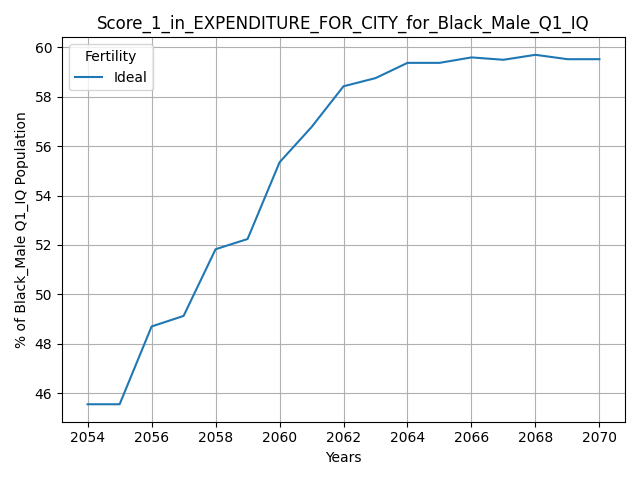 Score_1_in_EXPENDITURE_FOR_CITY_for_Black_Male_Q1_IQ
60
58
56
54
52
50
48
46
% of Black_Male Q1_IQ Population
Fertility
Ideal
2054 2056 2058 2060 2062 2064 2066 2068 2070
Years